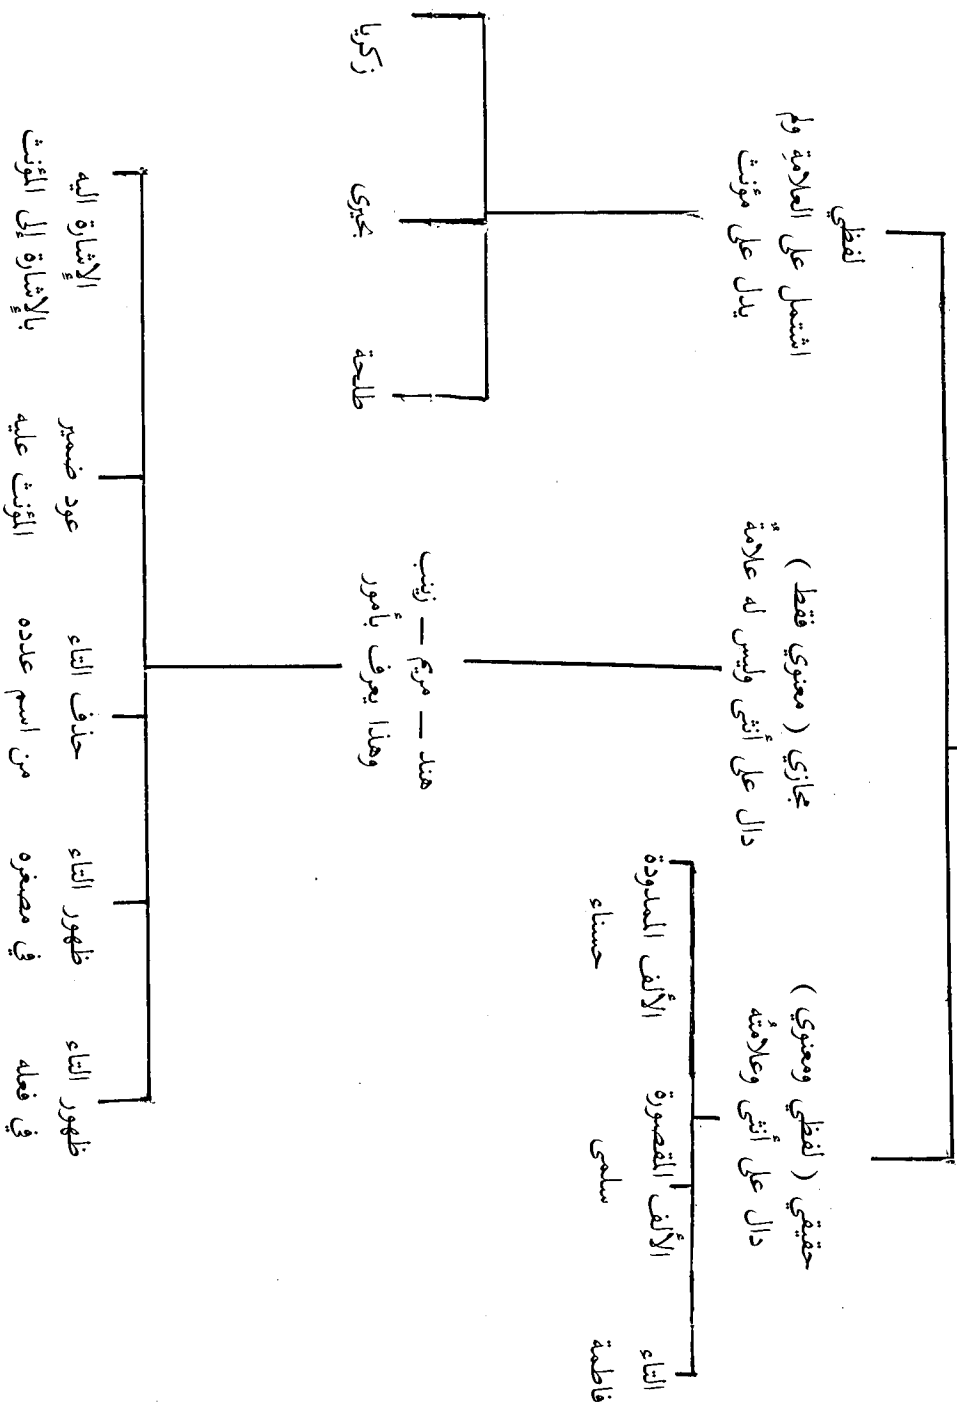 حقيقي ( لفظي ومعنوي )
دال على أنثى وعلامتُه
التاء
فاطمة
الألف المقصورة
سلمى
الألف الممدودة
حسناء
مجازي ( معنوي فقط )
دال على أنثى وليس له علامةٌ
هند — مريم — زينب
وهذا يعرف بأمور
ظهور التاء
في فعله
ظهور التاء
في مصغره
حذف التاء
من اسم عدده
عود ضمير
المؤنث عليه
الإشارة اليه
بالإشارة إلى المؤنث
لفظي
اشتمل على العلامةِ ولم
يدل على مؤنث
طلحة
بحيرى
زكريا